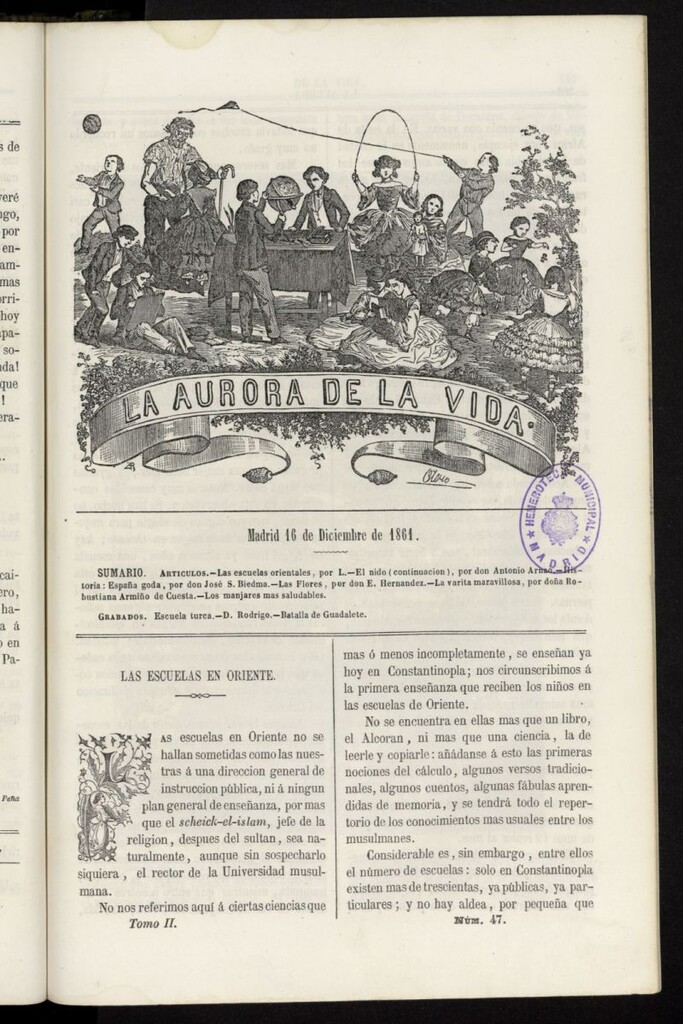 LA AURORA DE LA VIDA.
Madrid 16 de Diciembre de 1861.
HEMEROTECA MUNICIPAL
MADRID
SUMARIO. ARTICULOS.—Las escuelas orientales, por L.—El nido (continuacion), por don Antonio Arnao.—His-
toria: España goda, por don José S. Biedma.—Las Flores, por don E. Hernandez.—La varita maravillosa, por doña Ro-
bustiana Armiño de Cuesta.—Los manjares mas saludables.
GRABADOS. Escuela turca.—D. Rodrigo.—Batalla de Guadalete.
LAS ESCUELAS EN ORIENTE.
LAS escuelas en Oriente no se
hallan sometidas como las nues-
tras á una direccion general de
instruccion pública, ni á ningun
plan general de enseñanza, por mas
que el scheick-el-islam, jefe de la
religion, despues del sultan, sea na-
turalmente, aunque sin sospecharlo
siquiera, el rector de la Universidad musul-
mana.
No nos referimos aquí á ciertas ciencias que
Tomo II.
mas ó menos incompletamente, se enseñan ya
hoy en Constantinopla; nos circunscribimos á
la primera enseñanza que reciben los niños en
las escuelas de Oriente.
No se encuentra en ellas mas que un libro,
el Alcoran, ni mas que una ciencia, la de
leerle y copiarle: añádanse á esto las primeras
nociones del cálculo, algunos versos tradicio-
nales, algunos cuentos, algunas fábulas apren-
didas de memoria, y se tendrá todo el reper-
torio de los conocimientos mas usuales entre los
musulmanes.
Considerable es, sin embargo, entre ellos
el número de escuelas: solo en Constantinopla
existen mas de trescientas, ya públicas, ya par-
ticulares; y no hay aldea, por pequeña que
NÚM. 47.